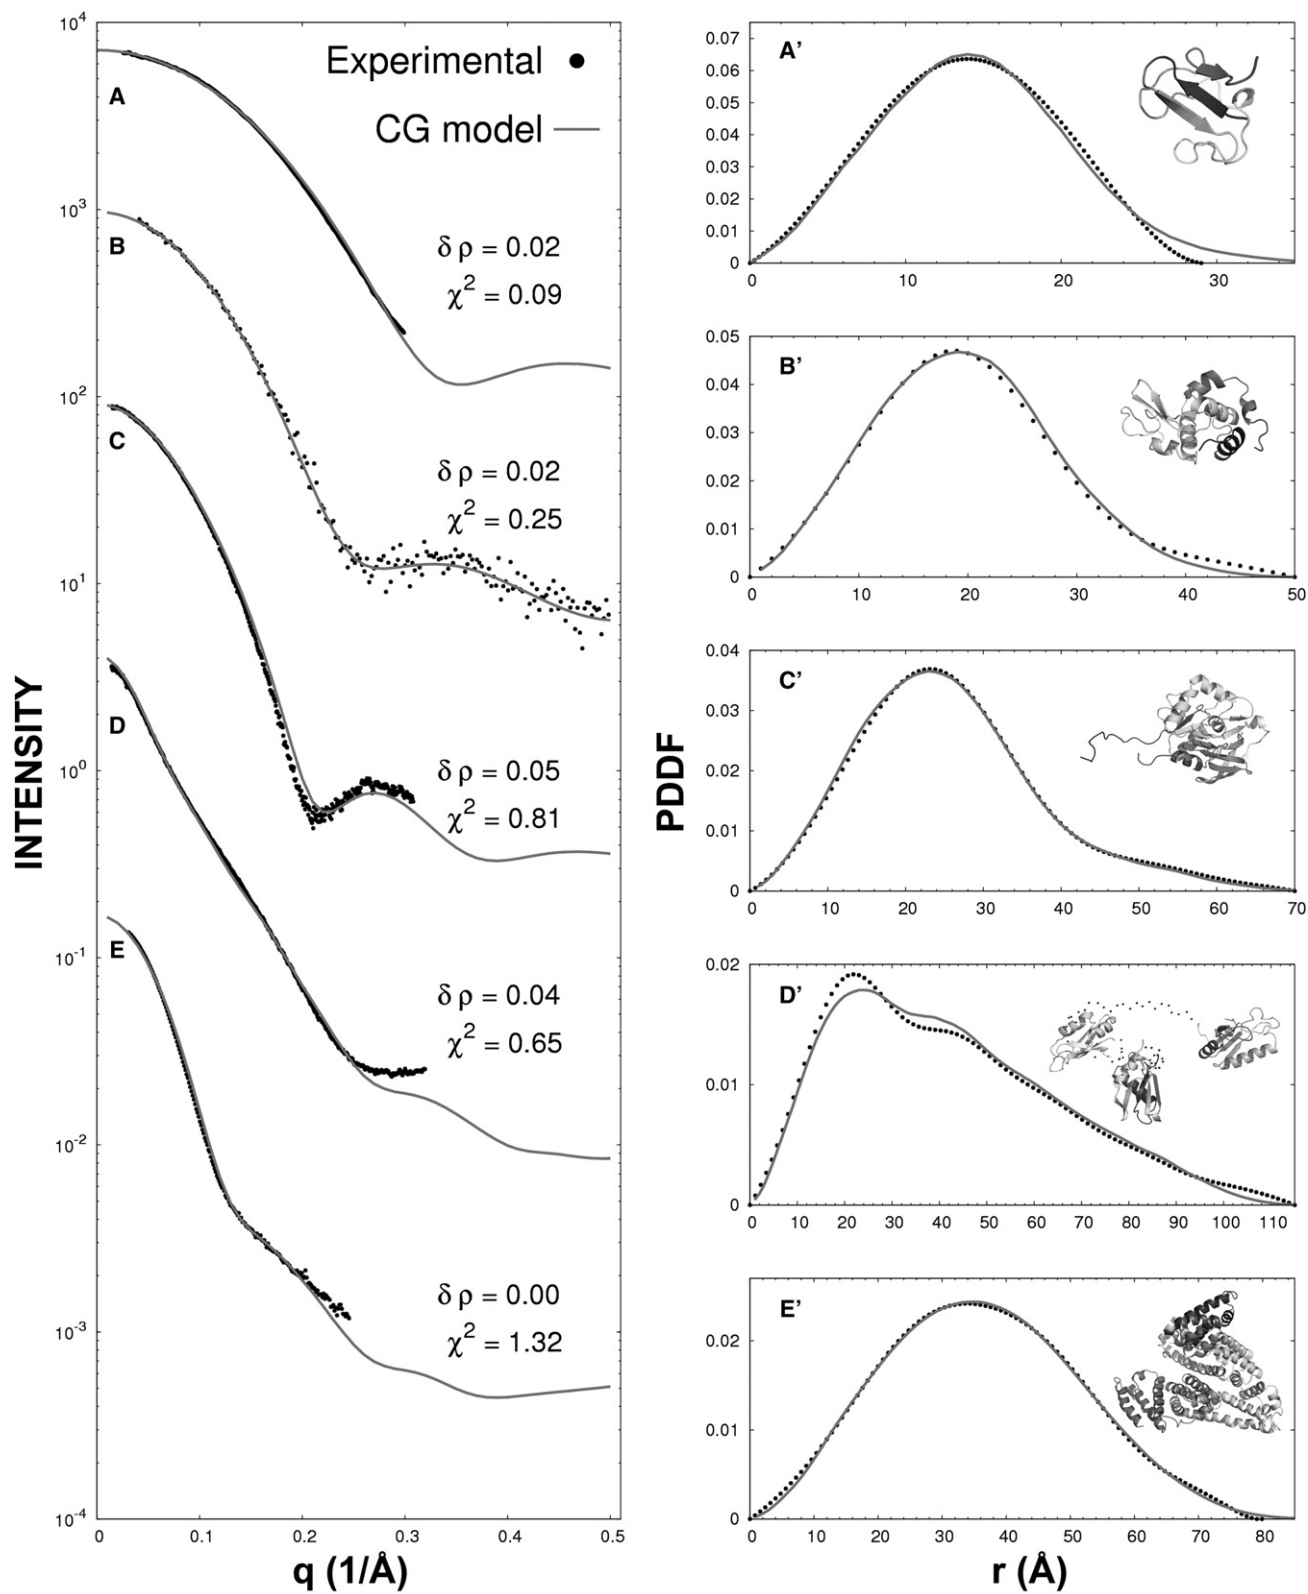 Experimental
CG model
INTENSITY
10⁴
10³
10²
10¹
10⁰
10⁻¹
10⁻²
10⁻³
10⁻⁴
A
δ ρ = 0.02
χ² = 0.09
B
δ ρ = 0.02
χ² = 0.25
C
δ ρ = 0.05
χ² = 0.81
D
δ ρ = 0.04
χ² = 0.65
E
δ ρ = 0.00
χ² = 1.32
0 0.1 0.2 0.3 0.4 0.5
q (1/Å)
PDDF
A'
0.07
0.06
0.05
0.04
0.03
0.02
0.01
0
0 10 20 30
B'
0.05
0.04
0.03
0.02
0.01
0
0 10 20 30 40 50
C'
0.04
0.03
0.02
0.01
0
0 10 20 30 40 50 60 70
D'
0.02
0.01
0
0 10 20 30 40 50 60 70 80 90 100 110
E'
0.02
0.01
0
0 10 20 30 40 50 60 70 80
r (Å)